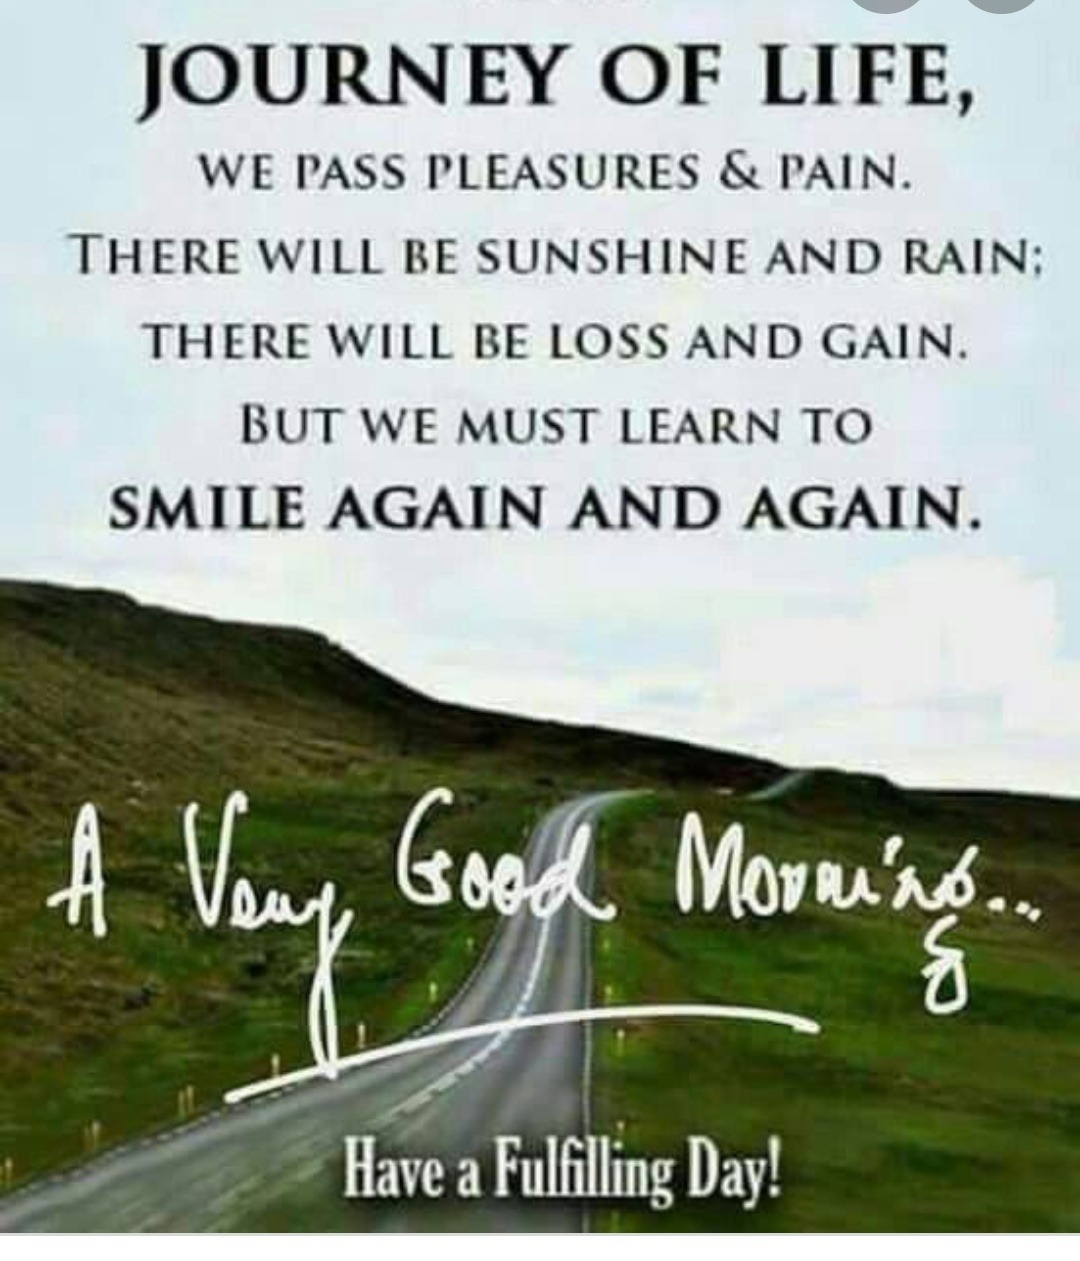 JOURNEY OF LIFE,
WE PASS PLEASURES & PAIN.
THERE WILL BE SUNSHINE AND RAIN;
THERE WILL BE LOSS AND GAIN.
BUT WE MUST LEARN TO
SMILE AGAIN AND AGAIN.
A Very Good Morning...
Have a Fulfilling Day!